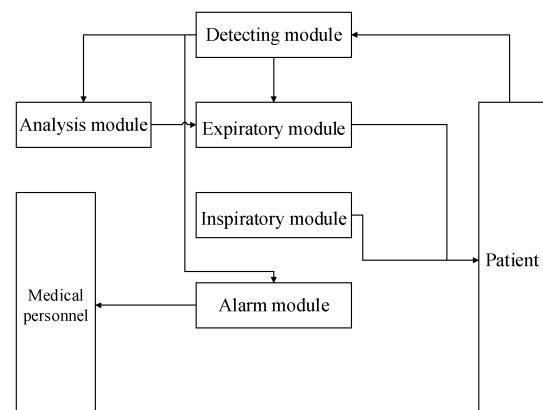 Detecting module
Analysis module
Expiratory module
Inspiratory module
Patient
Medical
personnel
Alarm module